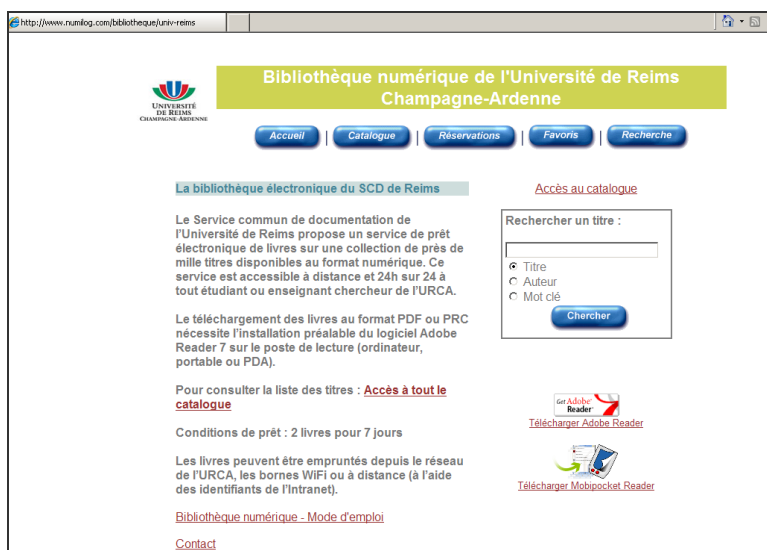 http://www.numilog.com/bibliotheque/univ-reims
Bibliothèque numérique de l'Université de Reims
Champagne-Ardenne
UNIVERSITÉ
DE REIMS
CHAMPAGNE-ARDENNE
Accueil | Catalogue | Réservations | Favoris | Recherche
La bibliothèque électronique du SCD de Reims
Le Service commun de documentation de
l'Université de Reims propose un service de prêt
électronique de livres sur une collection de près de
mille titres disponibles au format numérique. Ce
service est accessible à distance et 24h sur 24 à
tout étudiant ou enseignant chercheur de l'URCA.
Le téléchargement des livres au format PDF ou PRC
nécessite l'installation préalable du logiciel Adobe
Reader 7 sur le poste de lecture (ordinateur,
portable ou PDA).
Pour consulter la liste des titres : Accès à tout le
catalogue
Conditions de prêt : 2 livres pour 7 jours
Les livres peuvent être empruntés depuis le réseau
de l'URCA, les bornes WiFi ou à distance (à l'aide
des identifiants de l'Intranet).
Bibliothèque numérique - Mode d'emploi
Contact
Accès au catalogue
Rechercher un titre :
Titre
Auteur
Mot clé
Chercher
Get Adobe
Reader
Télécharger Adobe Reader
Télécharger Mobipocket Reader